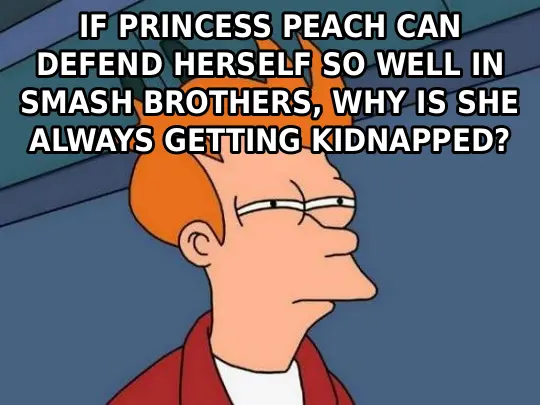 IF PRINCESS PEACH CAN
DEFEND HERSELF SO WELL IN
SMASH BROTHERS, WHY IS SHE
ALWAYS GETTING KIDNAPPED?